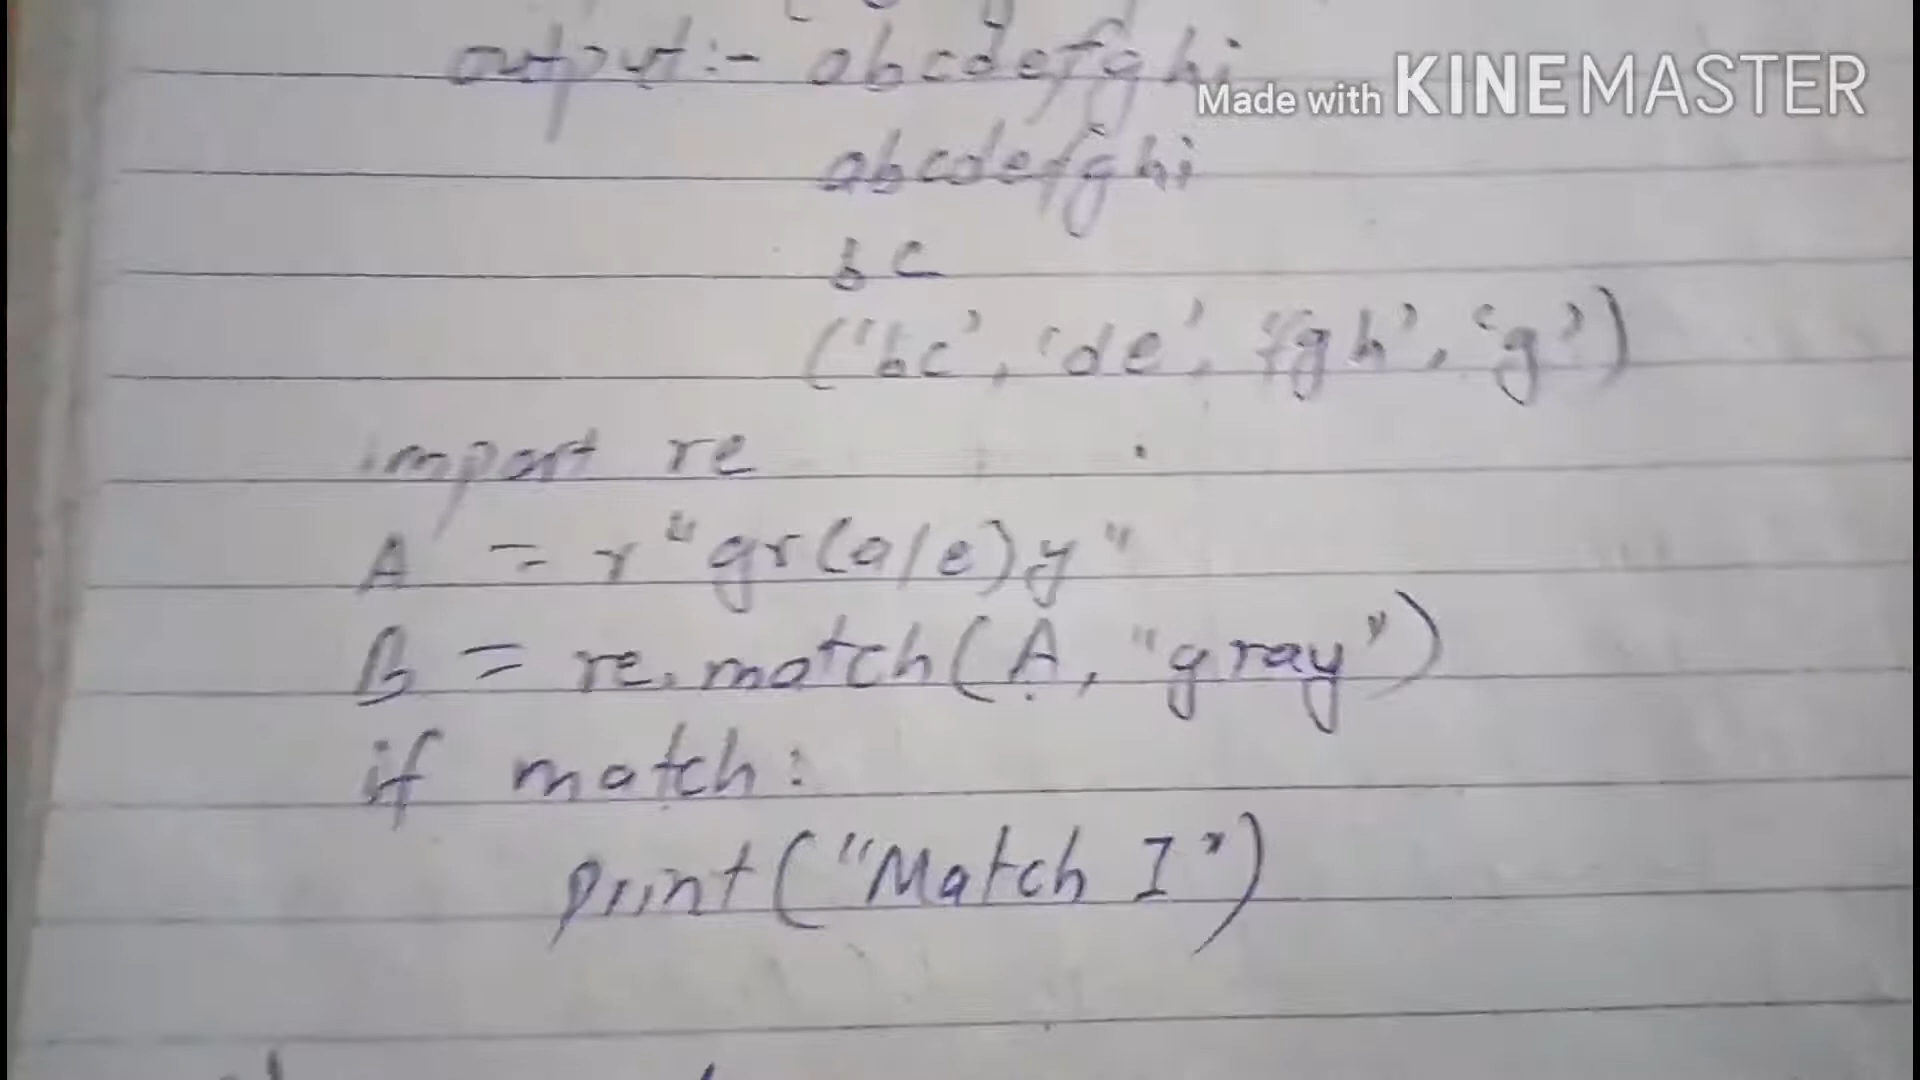 output:- abcdefghi
Made with KINEMASTER
abcdefghi
bc
('bc', 'de', 'fgh', 'g')
import re
A = r"gr(a/e)y"
B = re.match(A, "gray")
if match:
print("Match I")